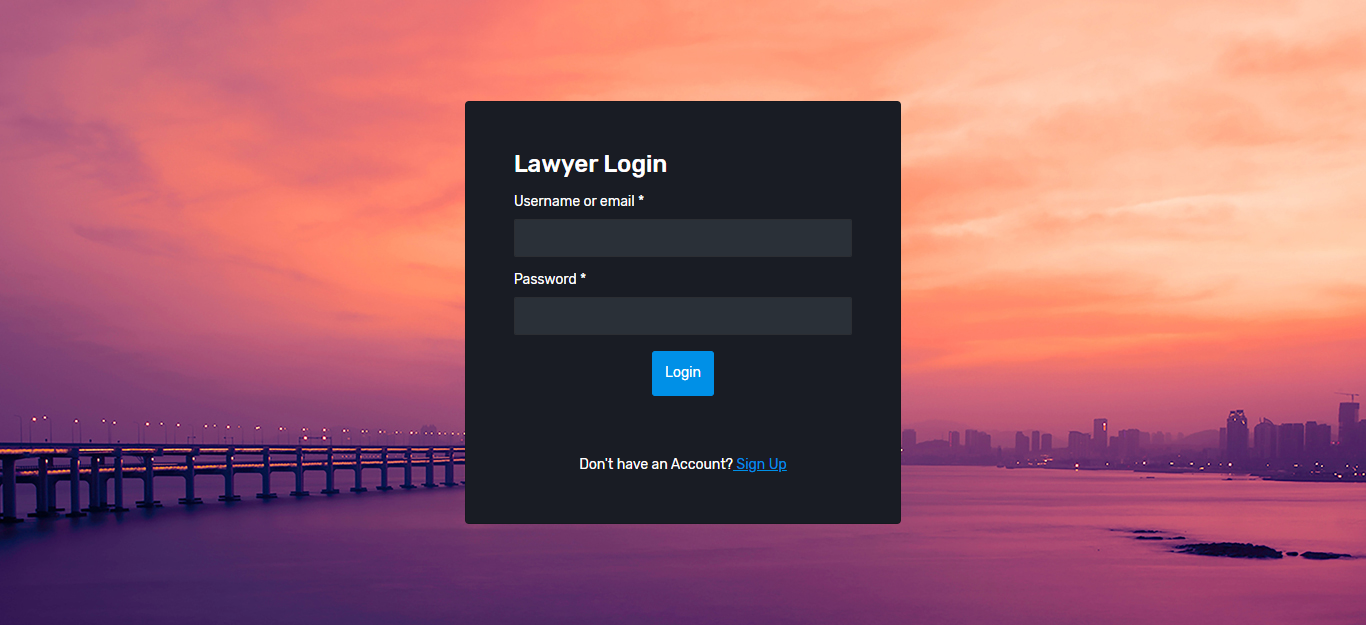 Lawyer Login
Username or email *
Password *
Login
Don't have an Account? Sign Up